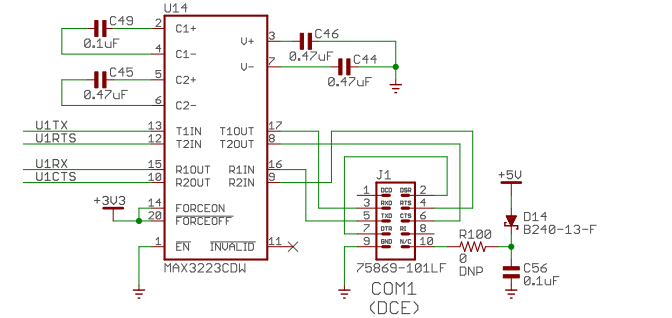 U14
C49
0.1uF
2
C1+
4
C1-
C45
0.47uF
5
C2+
6
C2-
V+
3
C46
0.47uF
V-
7
C44
0.47uF
U1TX
13
T1IN
T1OUT
17
U1RTS
12
T2IN
T2OUT
8
U1RX
15
R1OUT
R1IN
16
U1CTS
10
R2OUT
R2IN
9
+3V3
14
FORCEON
20
FORCEOFF
1
EN
INVALID
11
MAX3223CDW
J1
1 DCD DSR 2
3 RXD RTS 4
5 TXD CTS 6
7 DTR RI 8
9 GND N/C 10
75869-101LF
COM1
(DCE)
+5V
D14
B240-13-F
R100
0
DNP
C56
0.1uF